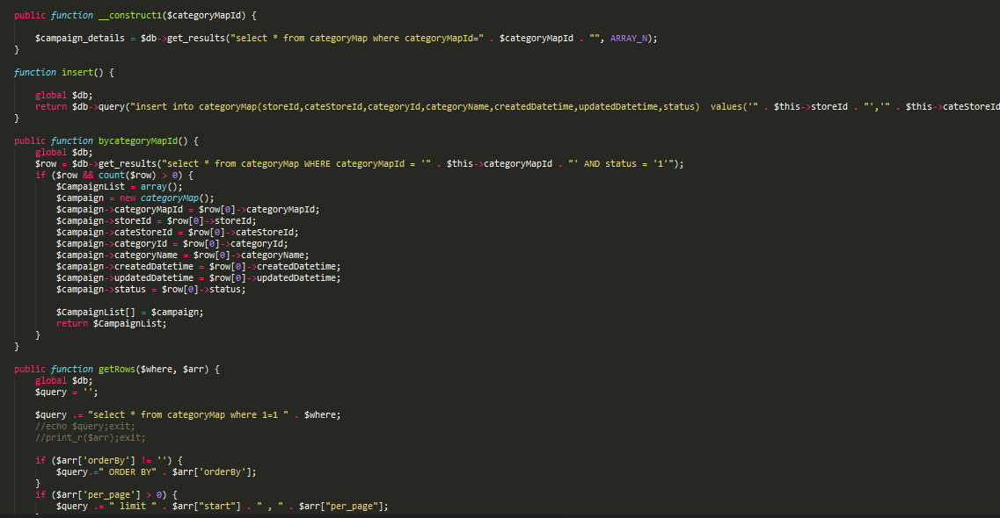 public function __construct1($categoryMapId) {
$campaign_details = $db->get_results("select * from categoryMap where categoryMapId=" . $categoryMapId . "", ARRAY_N);
}
function insert() {
global $db;
return $db->query("insert into categoryMap(storeId,cateStoreId,categoryId,categoryName,createdDatetime,updatedDatetime,status)  values('" . $this->storeId . "','" . $this->cateStoreId
}
public function bycategoryMapId() {
global $db;
$row = $db->get_results("select * from categoryMap WHERE categoryMapId = '" . $this->categoryMapId . "' AND status = '1'");
if ($row && count($row) > 0) {
$CampaignList = array();
$campaign = new categoryMap();
$campaign->categoryMapId = $row[0]->categoryMapId;
$campaign->storeId = $row[0]->storeId;
$campaign->cateStoreId = $row[0]->cateStoreId;
$campaign->categoryId = $row[0]->categoryId;
$campaign->categoryName = $row[0]->categoryName;
$campaign->createdDatetime = $row[0]->createdDatetime;
$campaign->updatedDatetime = $row[0]->updatedDatetime;
$campaign->status = $row[0]->status;
$CampaignList[] = $campaign;
return $CampaignList;
}
}
public function getRows($where, $arr) {
global $db;
$query = '';
$query .= "select * from categoryMap where 1=1 " . $where;
//echo $query;exit;
//print_r($arr);exit;
if ($arr['orderBy'] != '') {
$query.=" ORDER BY" . $arr['orderBy'];
}
if ($arr['per_page'] > 0) {
$query .= " limit " . $arr["start"] . " , " . $arr["per_page"];